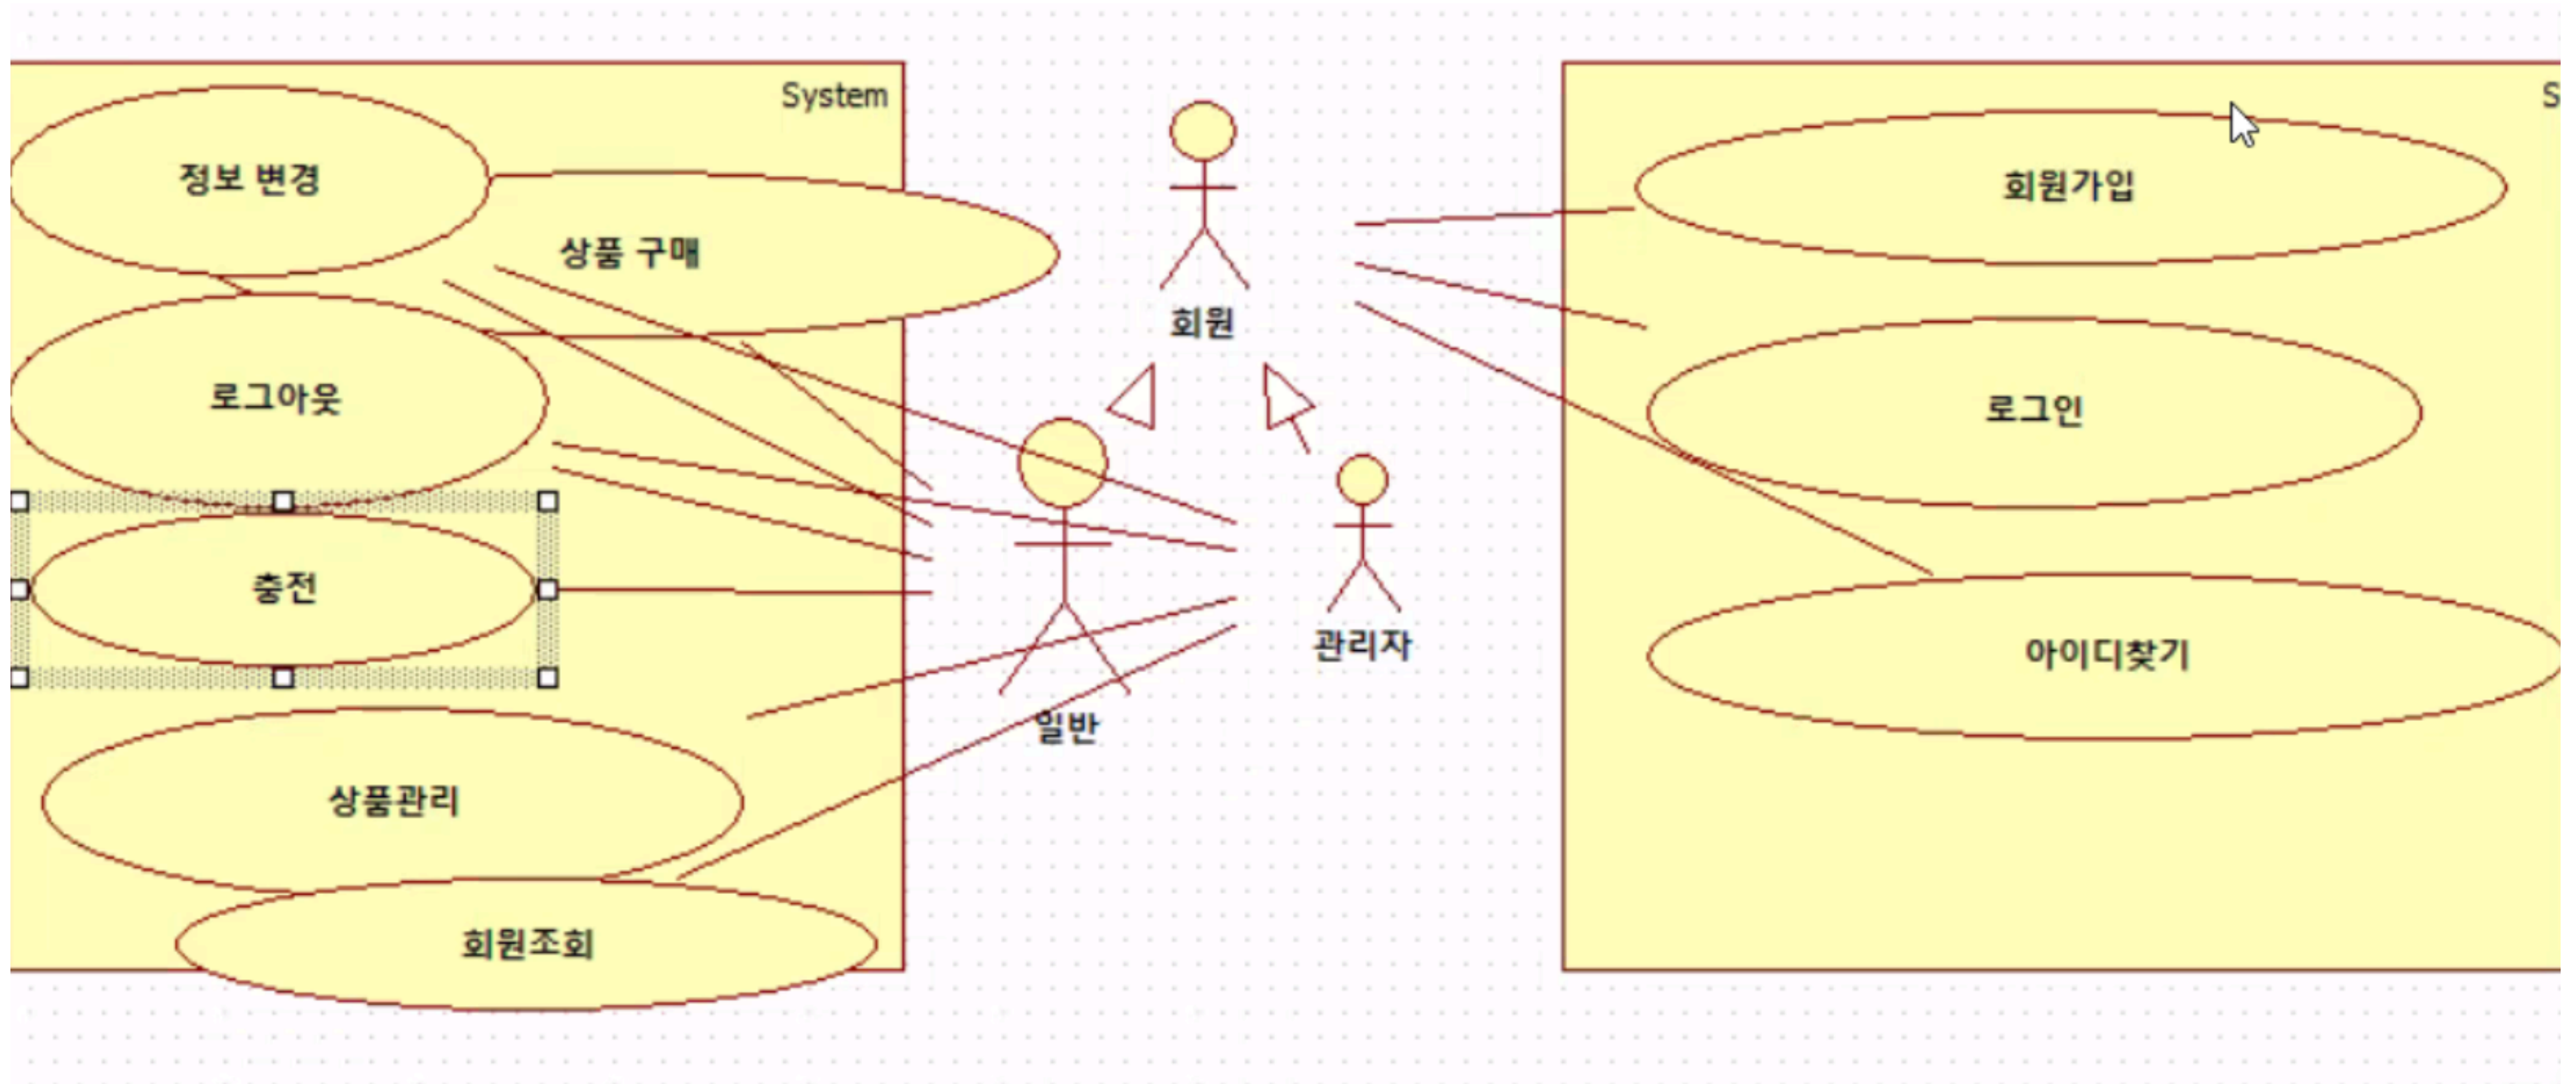 System
정보 변경
상품 구매
로그아웃
충전
상품관리
회원조회
회원
일반
관리자
S
회원가입
로그인
아이디찾기